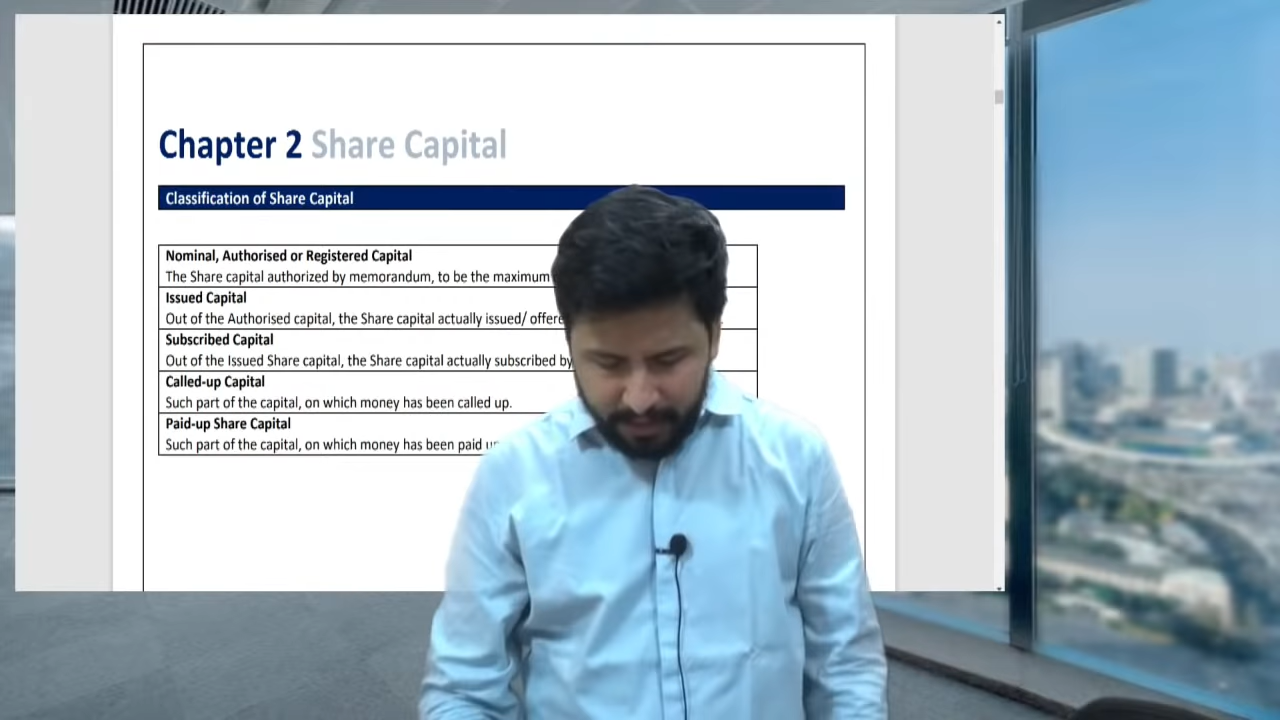 Chapter 2 Share Capital
Classification of Share Capital
Nominal, Authorised or Registered Capital
The Share capital authorized by memorandum, to be the maximum
Issued Capital
Out of the Authorised capital, the Share capital actually issued/
Subscribed Capital
Out of the Issued Share capital, the Share capital actually subscribed by
Called-up Capital
Such part of the capital, on which money has been called up.
Paid-up Share Capital
Such part of the capital, on which money has been paid